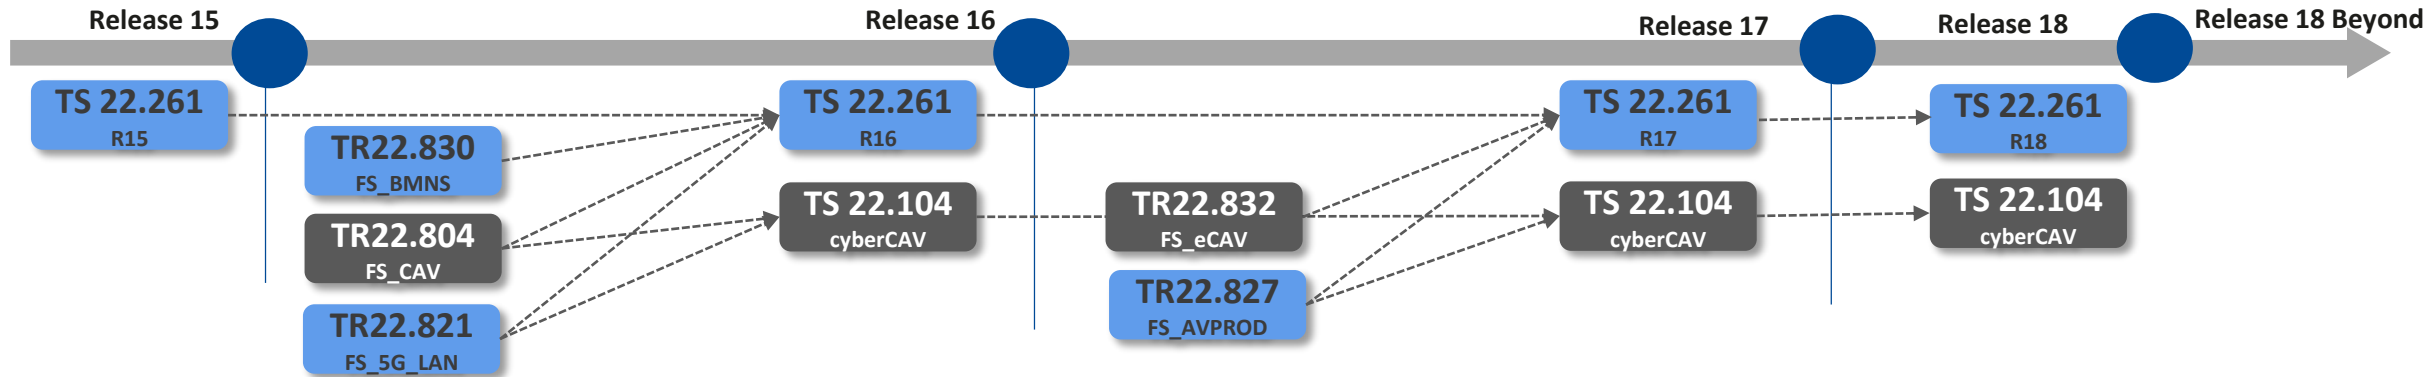 Release 15
Release 16
Release 17
Release 18
Release 18 Beyond
TS 22.261
R15
TR22.830
FS_BMNS
TR22.804
FS_CAV
TR22.821
FS_5G_LAN
TS 22.261
R16
TS 22.104
cyberCAV
TR22.832
FS_eCAV
TR22.827
FS_AVPROD
TS 22.261
R17
TS 22.104
cyberCAV
TS 22.261
R18
TS 22.104
cyberCAV